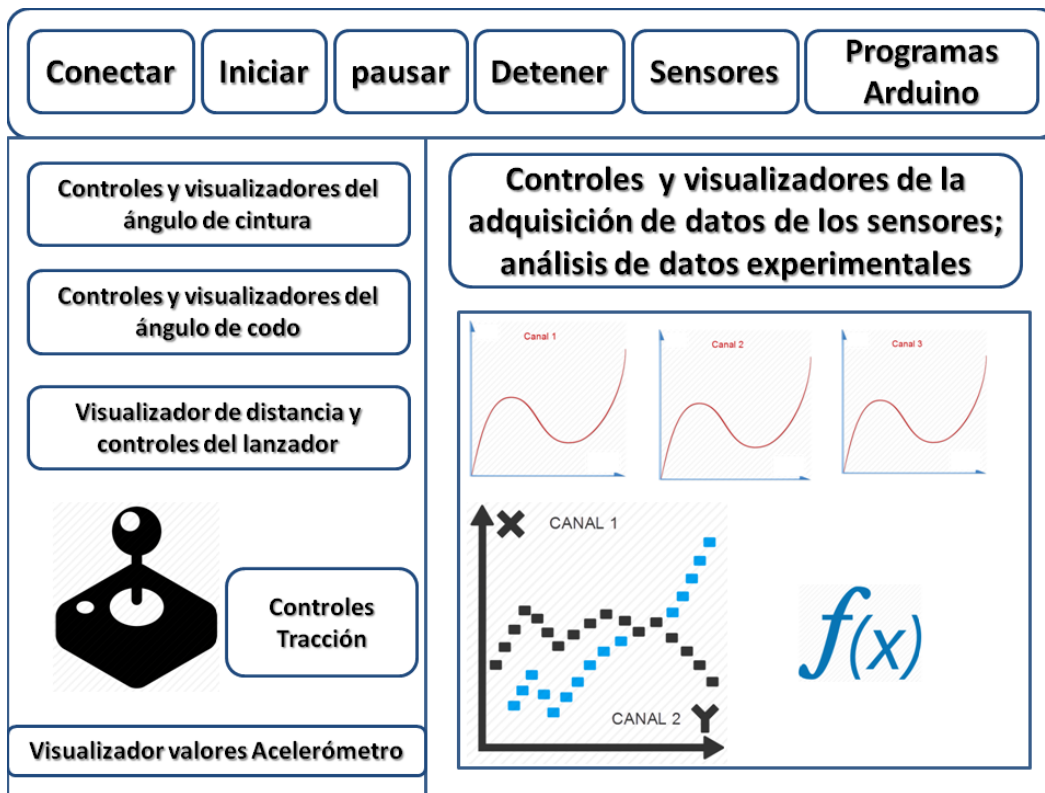 Conectar
Iniciar
pausar
Detener
Sensores
Programas
Arduino
Controles y visualizadores del
ángulo de cintura
Controles y visualizadores del
ángulo de codo
Visualizador de distancia y
controles del lanzador
Controles
Tracción
Visualizador valores Acelerómetro
Controles y visualizadores de la
adquisición de datos de los sensores;
análisis de datos experimentales
Canal 1
Canal 2
Canal 3
X CANAL 1
CANAL 2 Y
f(x)